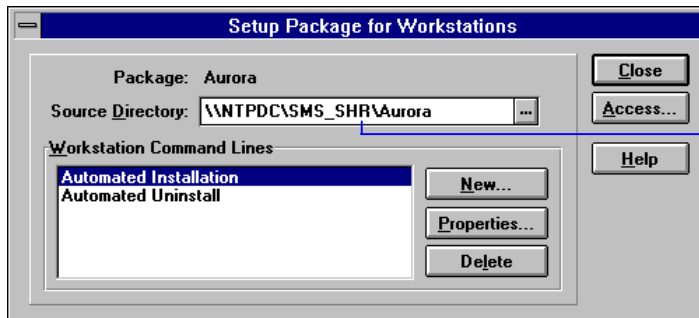 Setup Package for Workstations
Package: Aurora
Source Directory: \\NTPDC\SMS_SHR\Aurora ...
Workstation Command Lines
Automated Installation
Automated Uninstall
New...
Properties...
Delete
Close
Access...
Help